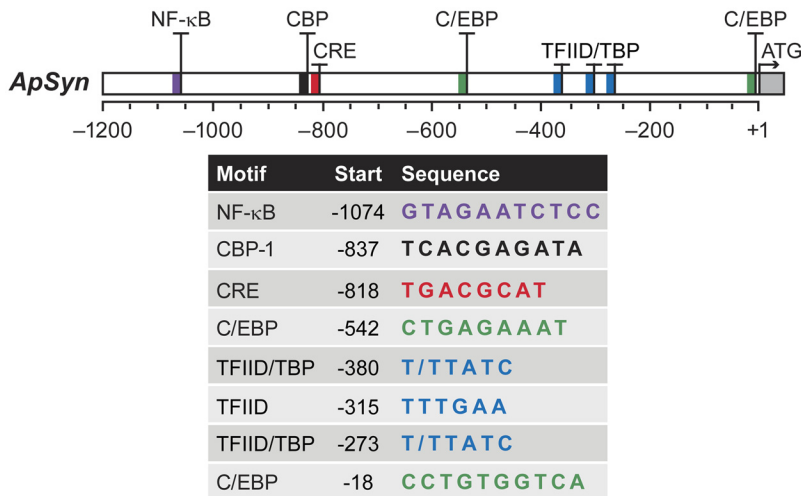 NF-κB CBP C/EBP C/EBP
CRE TFIID/TBP ATG
ApSyn
–1200 –1000 –800 –600 –400 –200 +1
Motif Start Sequence
NF-κB -1074 GTAGAATCTCC
CBP-1 -837 TCACGAGATA
CRE -818 TGACGCAT
C/EBP -542 CTGAGAAAT
TFIID/TBP -380 T/TTATC
TFIID -315 TTTGAA
TFIID/TBP -273 T/TTATC
C/EBP -18 CCTGTGGTCA